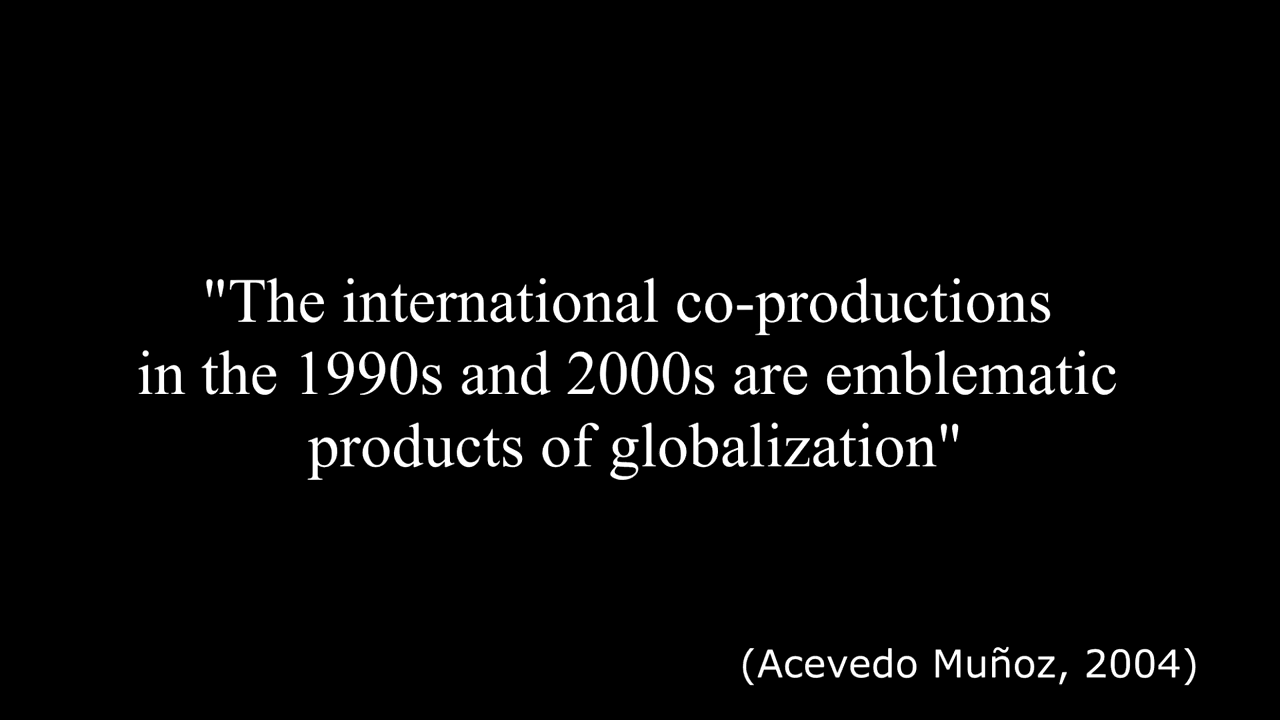 "The international co-productions
in the 1990s and 2000s are emblematic
products of globalization"
(Acevedo Muñoz, 2004)